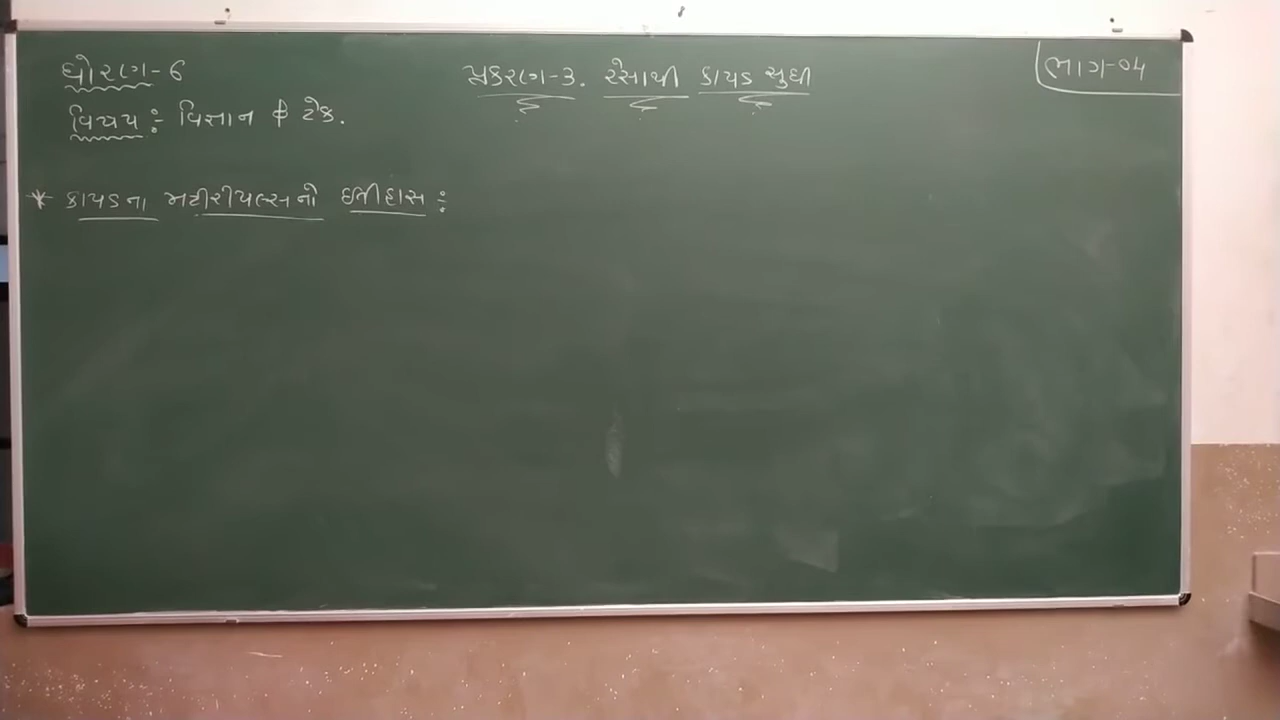 ધોરણ-6
પ્રકરણ-3. રેસાથી કાપડ સુધી
ભાગ-04
વિષય : વિજ્ઞાન & ટેક.
* કાપડના મટીરીયલ્સનો ઈતીહાસ :